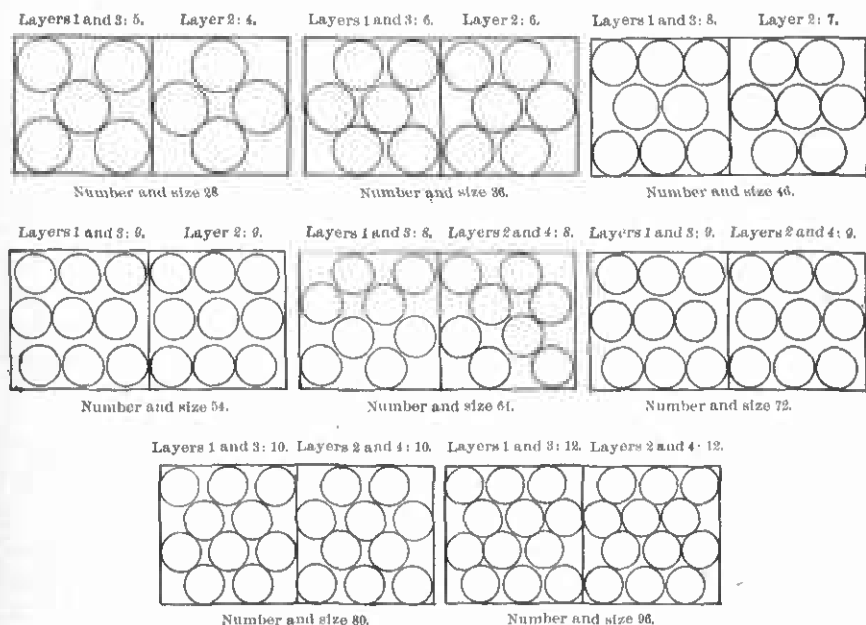 Layers 1 and 3: 5. Layer 2: 4. Layers 1 and 3: 6. Layer 2: 6. Layers 1 and 3: 8. Layer 2: 7.
Number and size 28 Number and size 36. Number and size 46.
Layers 1 and 3: 9. Layer 2: 9. Layers 1 and 3: 8. Layers 2 and 4: 8. Layers 1 and 3: 9. Layers 2 and 4: 9.
Number and size 54. Number and size 64. Number and size 72.
Layers 1 and 3: 10. Layers 2 and 4: 10. Layers 1 and 3: 12. Layers 2 and 4· 12.
Number and size 80. Number and size 96.